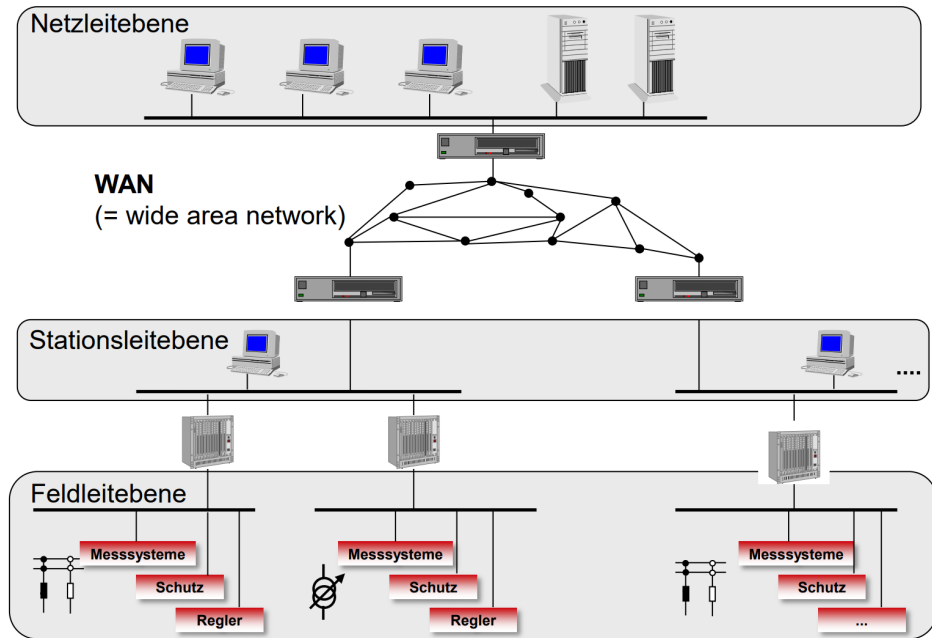 Netzleitebene
WAN
(= wide area network)
Stationsleitebene
....
Feldleitebene
Messsysteme
Schutz
Regler
Messsysteme
Schutz
Regler
Messsysteme
Schutz
...